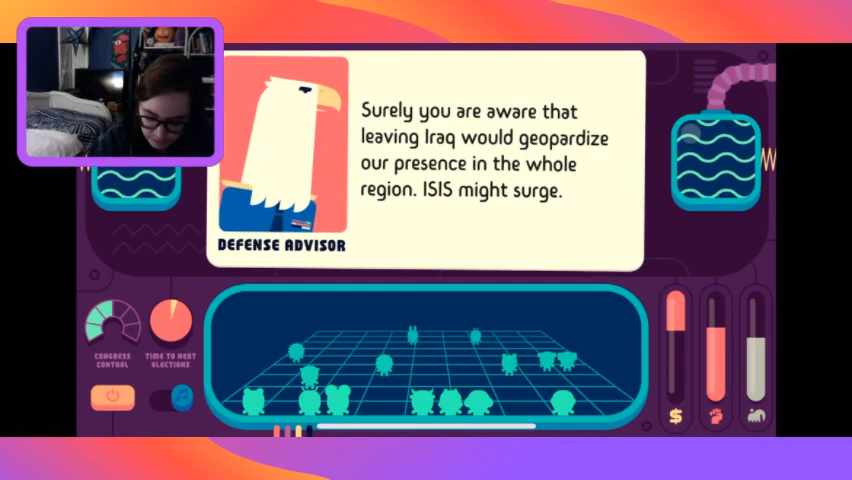 Surely you are aware that
leaving Iraq would geopardize
our presence in the whole
region. ISIS might surge.
DEFENSE ADVISOR
CONGRESS
CONTROL
TIME TO NEXT
ELECTIONS
$